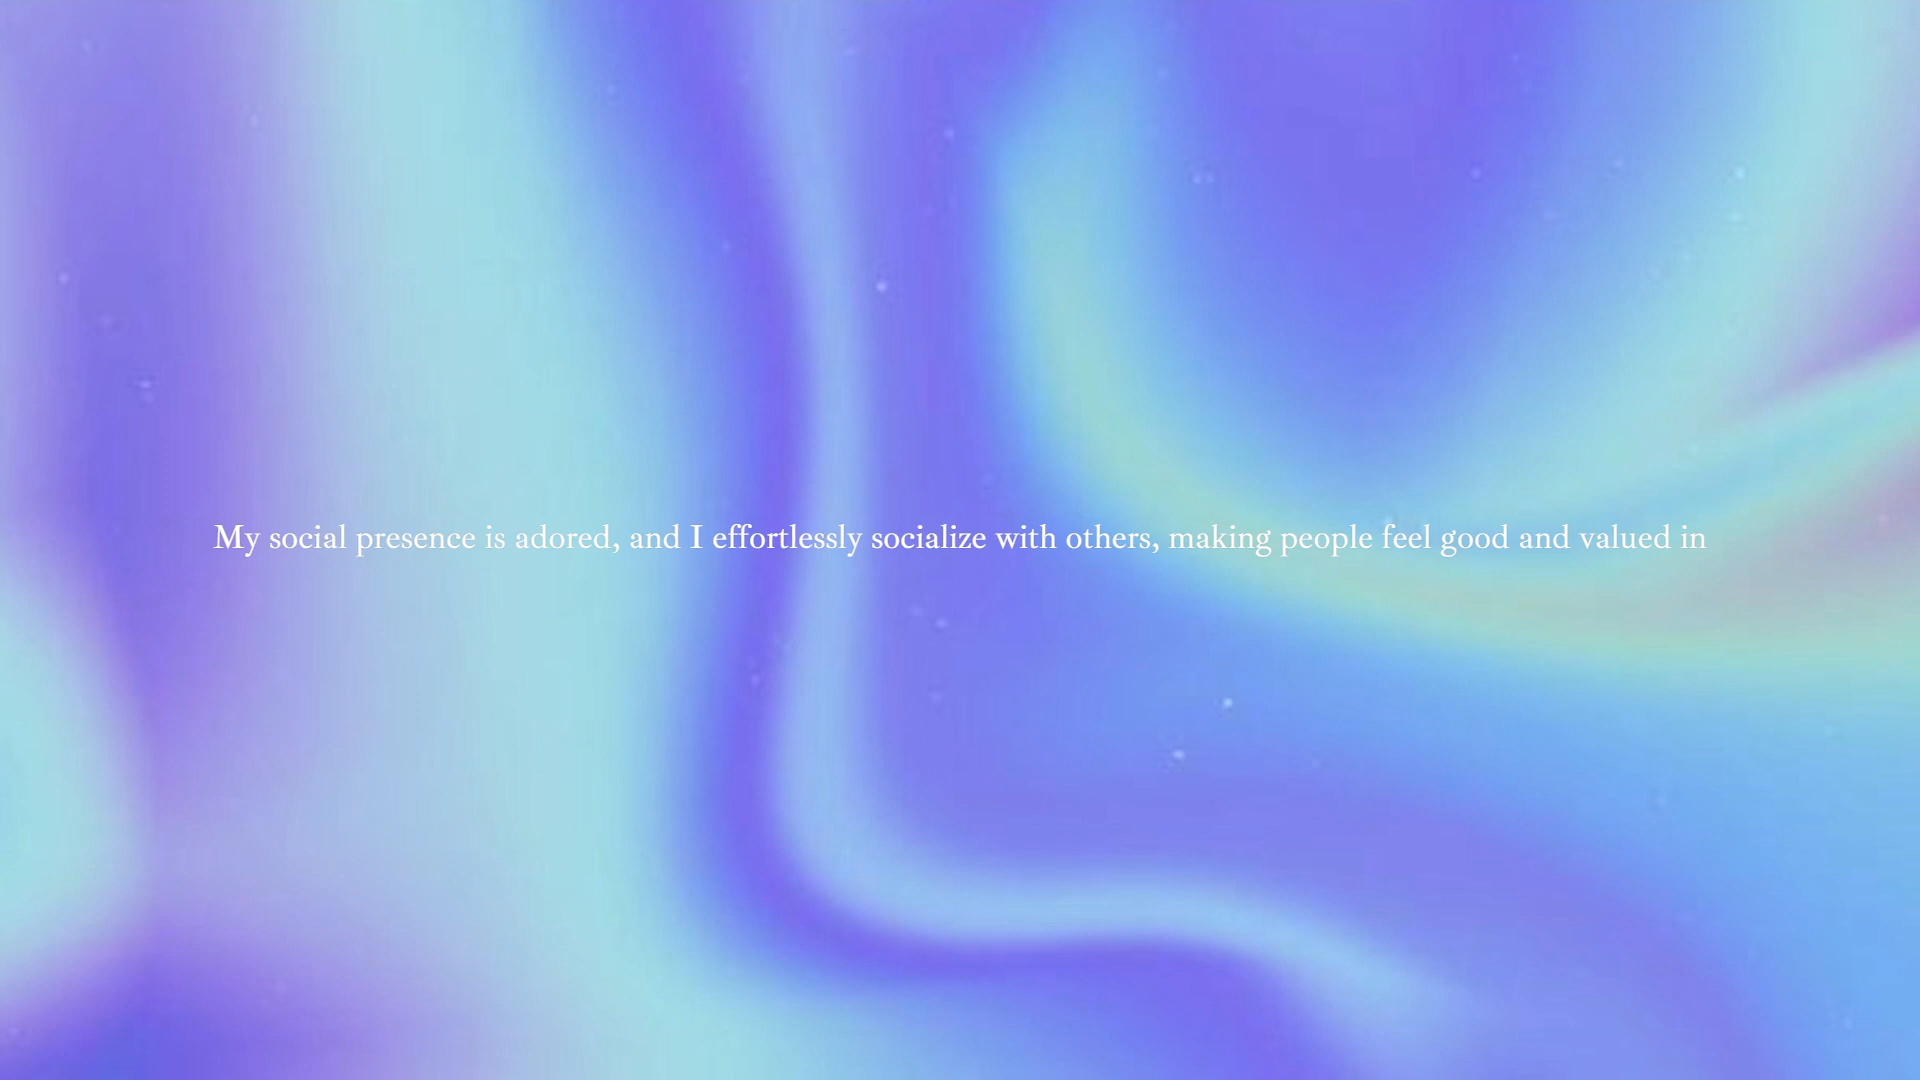 My social presence is adored, and I effortlessly socialize with others, making people feel good and valued in